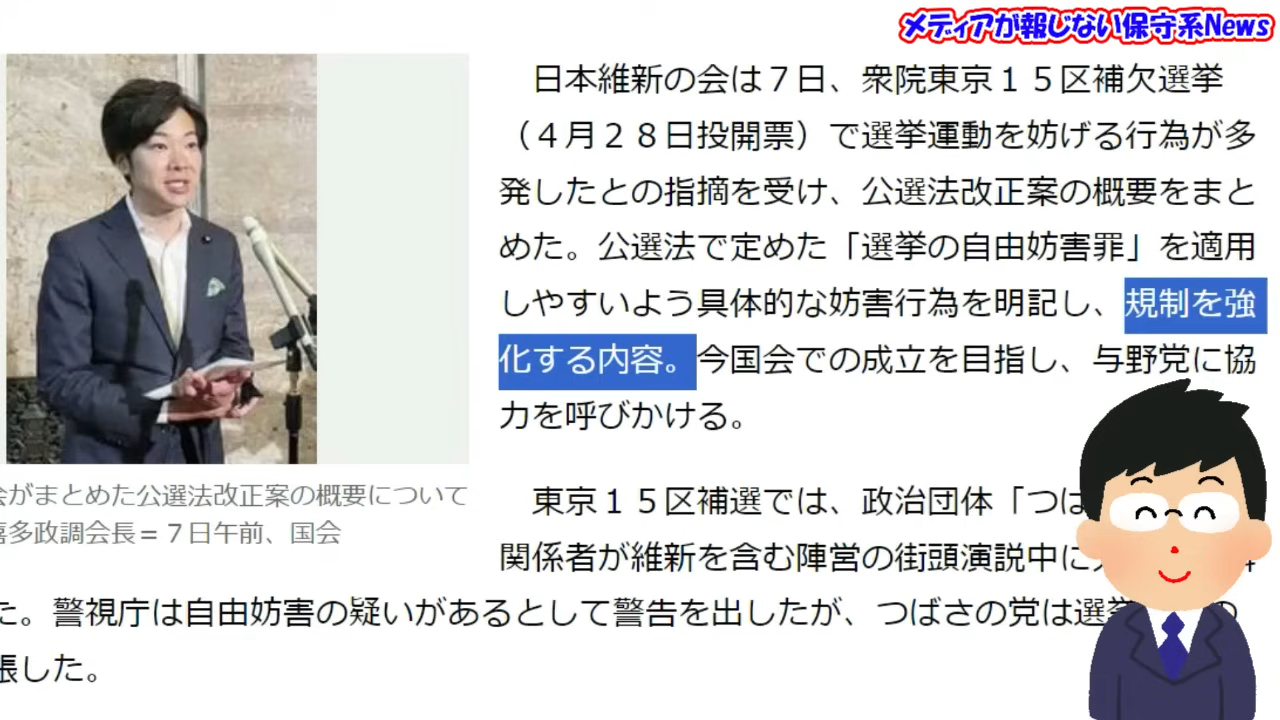 メディアが報じない保守系News
日本維新の会は７日、衆院東京１５区補欠選挙
（４月２８日投開票）で選挙運動を妨げる行為が多
発したとの指摘を受け、公選法改正案の概要をまと
めた。公選法で定めた「選挙の自由妨害罪」を適用
しやすいよう具体的な妨害行為を明記し、規制を強
化する内容。今国会での成立を目指し、与野党に協
力を呼びかける。
会がまとめた公選法改正案の概要について
喜多政調会長＝７日午前、国会
東京１５区補選では、政治団体「つば
関係者が維新を含む陣営の街頭演説中に
た。警視庁は自由妨害の疑いがあるとして警告を出したが、つばさの党は選挙
張した。